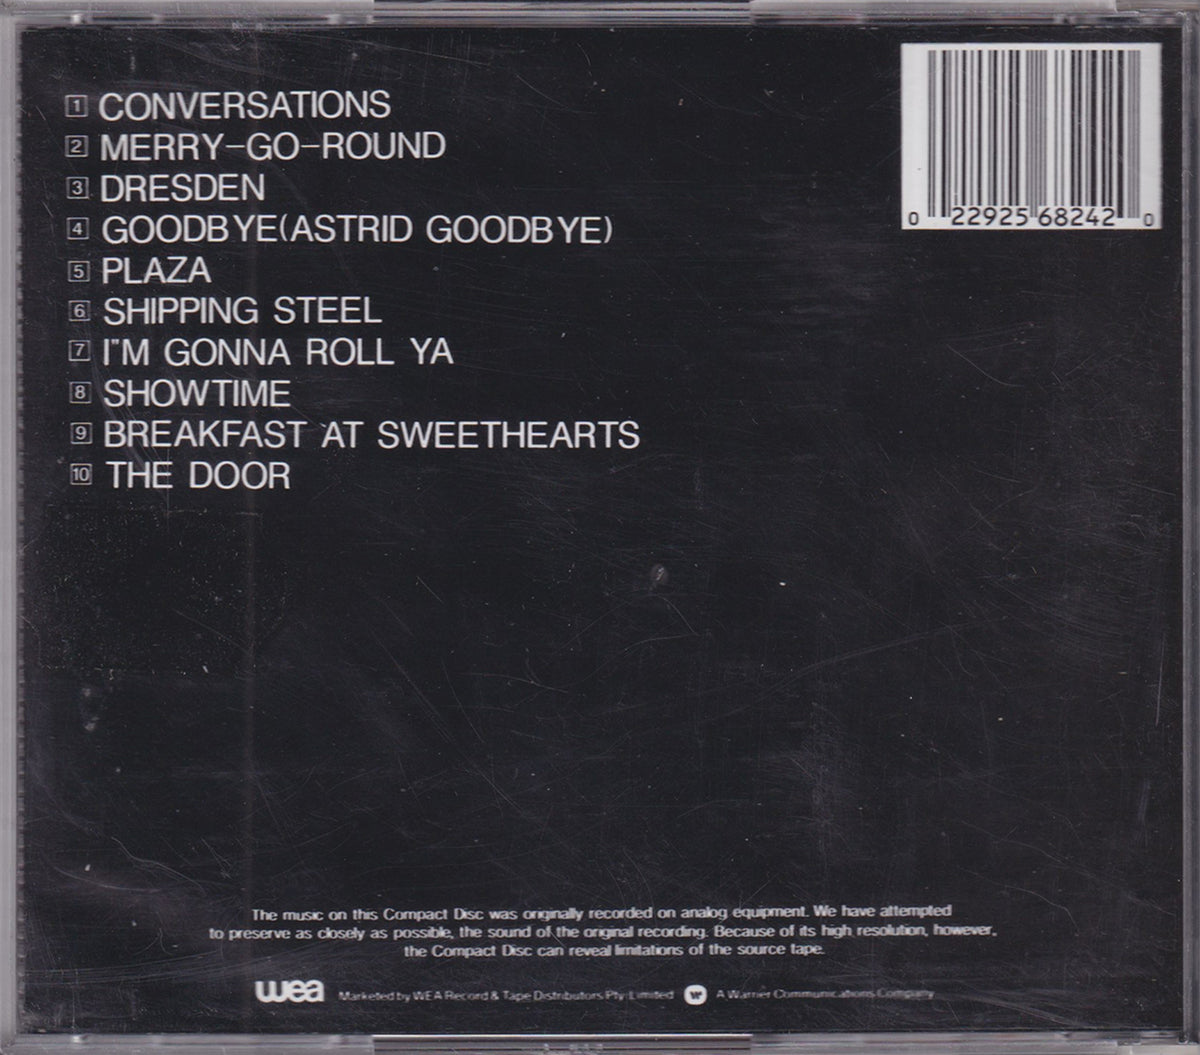 1 CONVERSATIONS
2 MERRY-GO-ROUND
3 DRESDEN
4 GOODBYE(ASTRID GOODBYE)
5 PLAZA
6 SHIPPING STEEL
7 I"M GONNA ROLL YA
8 SHOWTIME
9 BREAKFAST AT SWEETHEARTS
10 THE DOOR
0 22925 68242 0
The music on this Compact Disc was originally recorded on analog equipment. We have attempted
to preserve as closely as possible, the sound of the original recording. Because of its high resolution, however,
the Compact Disc can reveal limitations of the source tape.
wea Marketed by WEA Record & Tape Distributors Pty Limited W A Warner Communications Company